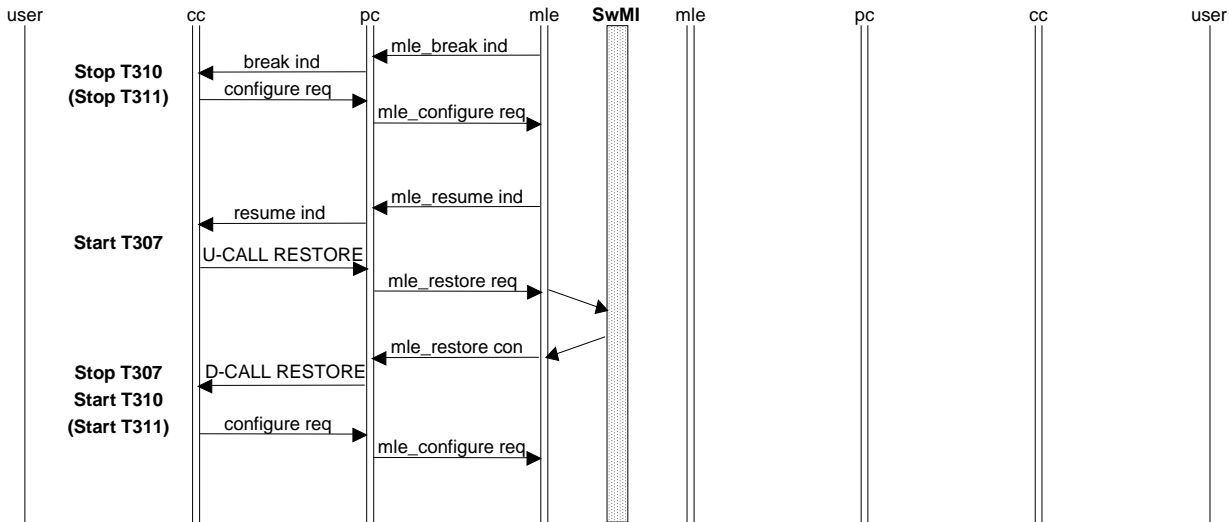 user cc pc mle SwMI mle pc cc user
mle_break ind
break ind
Stop T310
(Stop T311)
configure req
mle_configure req
mle_resume ind
resume ind
Start T307
U-CALL RESTORE
mle_restore req
mle_restore con
D-CALL RESTORE
Stop T307
Start T310
(Start T311)
configure req
mle_configure req